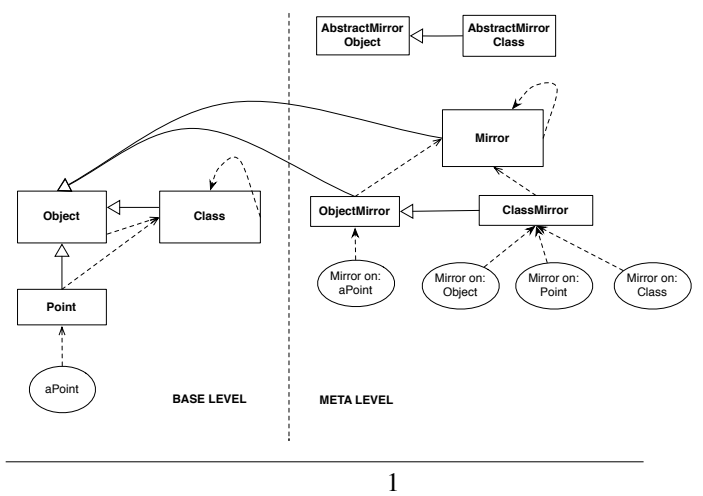 AbstractMirror
Object
AbstractMirror
Class
Mirror
Object
Class
ObjectMirror
ClassMirror
Mirror on:
aPoint
Mirror on:
Object
Mirror on:
Point
Mirror on:
Class
Point
aPoint
BASE LEVEL
META LEVEL
1